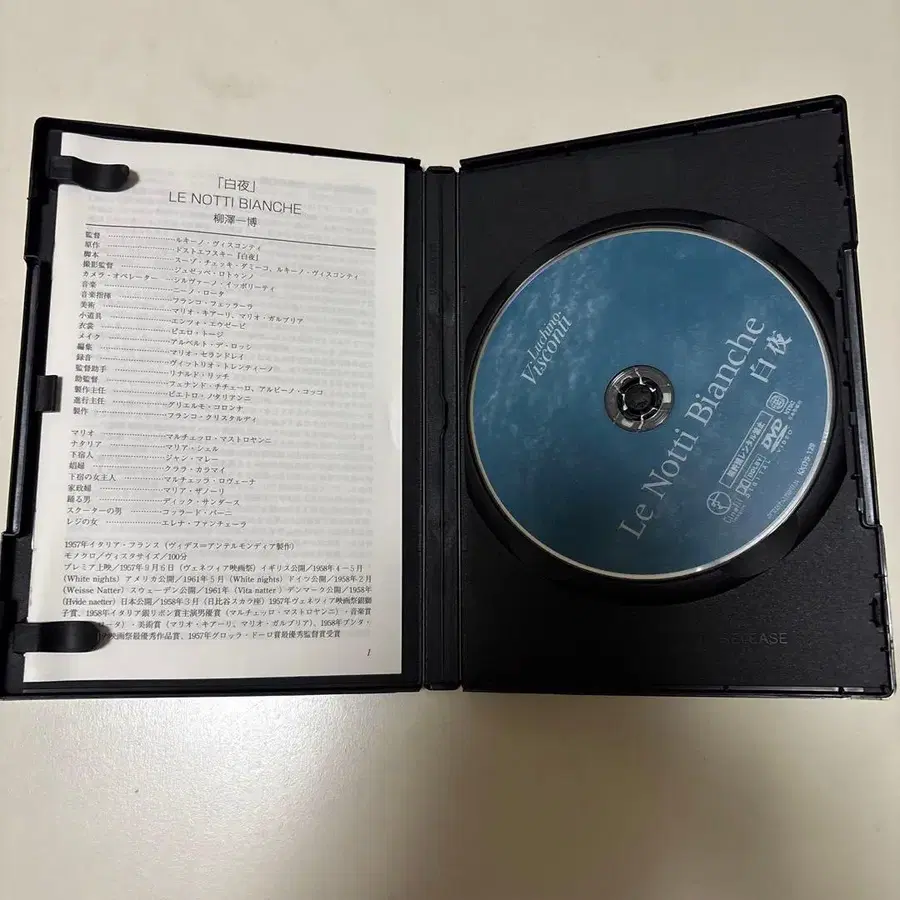 「白夜」
LE NOTTI BIANCHE
柳澤一博
監督 ルキーノ・ヴィスコンティ
原作 ドストエフスキー「白夜」
脚本 スーゾ・チェッキ・ダミーコ、ルキーノ・ヴィスコンティ
撮影監督 ジュゼッペ・ロトゥンノ
カメラ・オペレーター シルヴァーノ・イッポリーティ
音楽 ニーノ・ロータ
音楽指揮 フランコ・フェッラーラ
美術 マリオ・キアーリ、マリオ・ガルブリア
小道具 エンツォ・エウゼービ
衣裳 ピエロ・トージ
メイク アルベルト・デ・ロッシ
編集 マリオ・セランドレイ
録音 ヴィットリオ・トレンティーノ
監督助手 リナルド・リッチ
助監督 フェナンド・チチェーロ、アルビーノ・コッコ
製作主任 ピエトロ・ノタリアンニ
進行主任 グリエルモ・コロンナ
製作 フランコ・クリスタルディ
マリオ マルチェッロ・マストロヤンニ
ナタリア マリア・シェル
下宿人 ジャン・マレー
娼婦 クララ・カラマイ
下宿の女主人 マルチェッラ・ロヴェーナ
家政婦 マリア・ザノーリ
踊る男 ディック・サンダース
スクーターの男 コッラード・パーニ
レジの女 エレナ・ファンチェーラ
1957年イタリア・フランス（ヴィデス=アンテルモンディア製作）
モノクロ／ヴィスタサイズ／100分
プレミア上映／1957年9月6日（ヴェネツィア映画祭）イギリス公開／1958年4－5月
(White nights) アメリカ公開／1961年5月 (White nights) ドイツ公開／1958年2月
(Weisse Natter) スウェーデン公開／1961年 (Vita natter) デンマーク公開／1958年
(Hvide naetter) 日本公開／1958年3月（日比谷スカラ座）1957年ヴェネツィア映画祭銀獅
子賞、1958年イタリア銀リボン賞主演男優賞（マルチェッロ・マストロヤンニ）・音楽賞
ータ）・美術賞（マリオ・キアーリ、マリオ・ガルブリア）、1958年プンタ・
映画祭最優秀作品賞、1957年グロッラ・ドーロ賞最優秀監督賞受賞
1
Luchino
Visconti
Le Notti Bianche
白夜
DVD
VIDEO
DOLBY
DIGITAL
NTSC
RELEASE